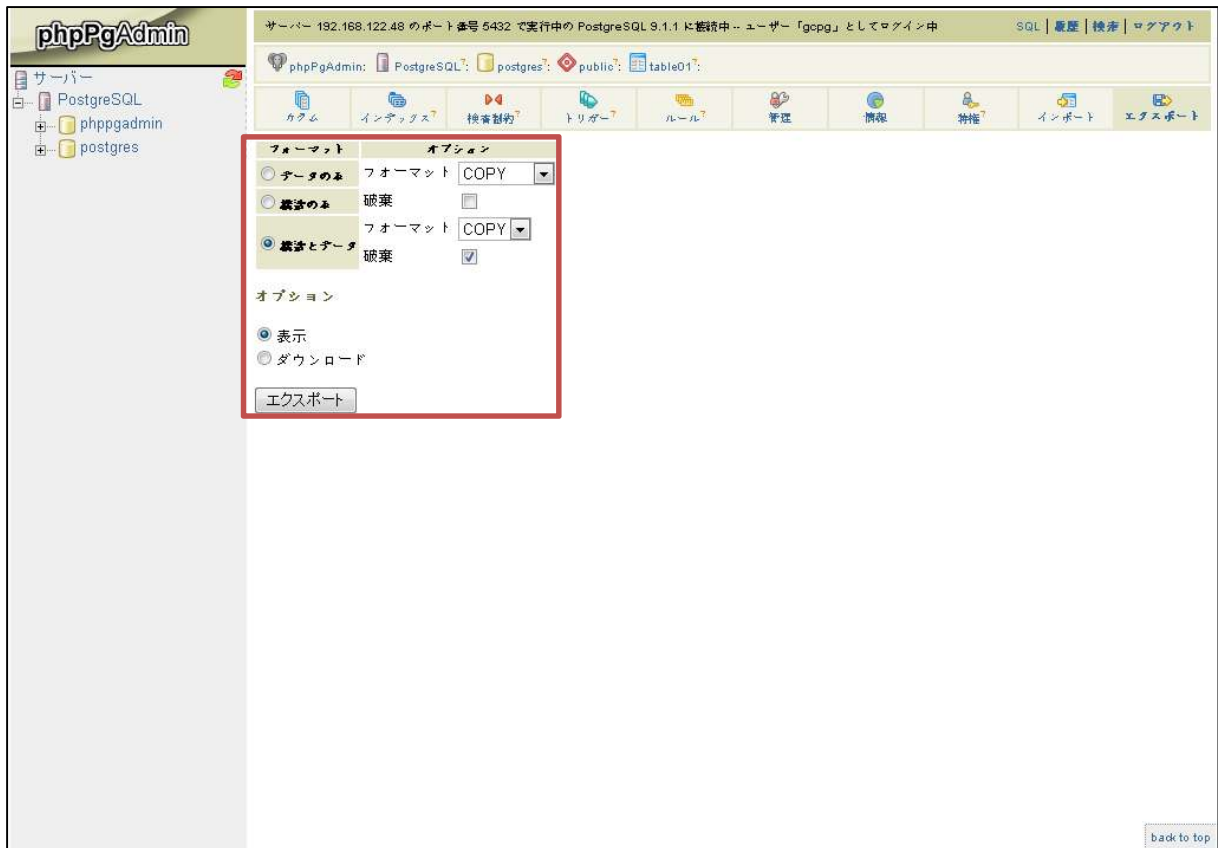 phpPgAdmin
サーバー
PostgreSQL
phppgadmin
postgres
サーバー 192.168.122.48 のポート番号 5432 で実行中の PostgreSQL 9.1.1 に接続中 -- ユーザー「gcpg」としてログイン中
SQL | 履歴 | 検索 | ログアウト
phpPgAdmin: PostgreSQL?: postgres?: public?: table01?:
カラム インデックス? 検査制約? トリガー? ルール? 管理 情報 特権? インポート エクスポート
フォーマット オプション
データのみ フォーマット COPY
構造のみ 破棄
構造とデータ フォーマット COPY
破棄
オプション
表示
ダウンロード
エクスポート
back to top